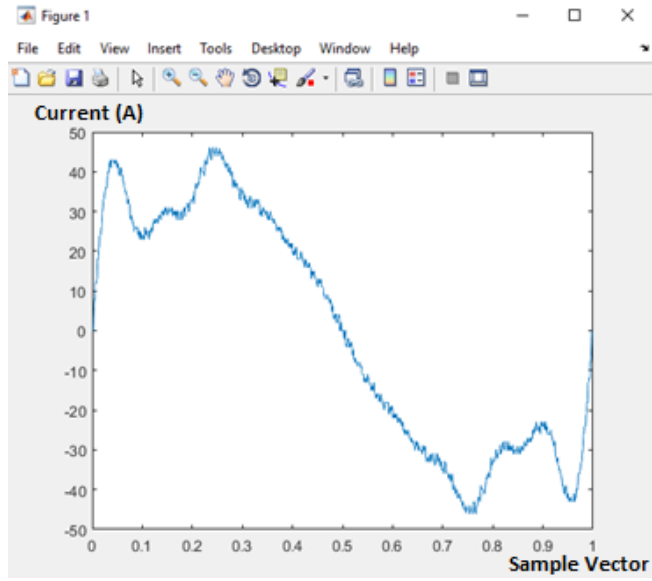 Figure 1
File Edit View Insert Tools Desktop Window Help
Current (A)
50
40
30
20
10
0
-10
-20
-30
-40
-50
0 0.1 0.2 0.3 0.4 0.5 0.6 0.7 0.8 0.9 1
Sample Vector